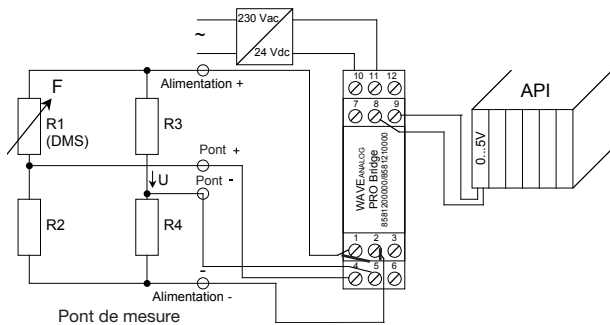 230 Vac
~
24 Vdc
10 11 12
API
Alimentation +
F
7 8 9
R1
(DMS)
R3
0...5V
Pont +
Pont -
U
WAVEANALOG
PRO Bridge
8581200000/8581210000
R2
R4
1 2 3
4 5 6
-
Alimentation -
Pont de mesure